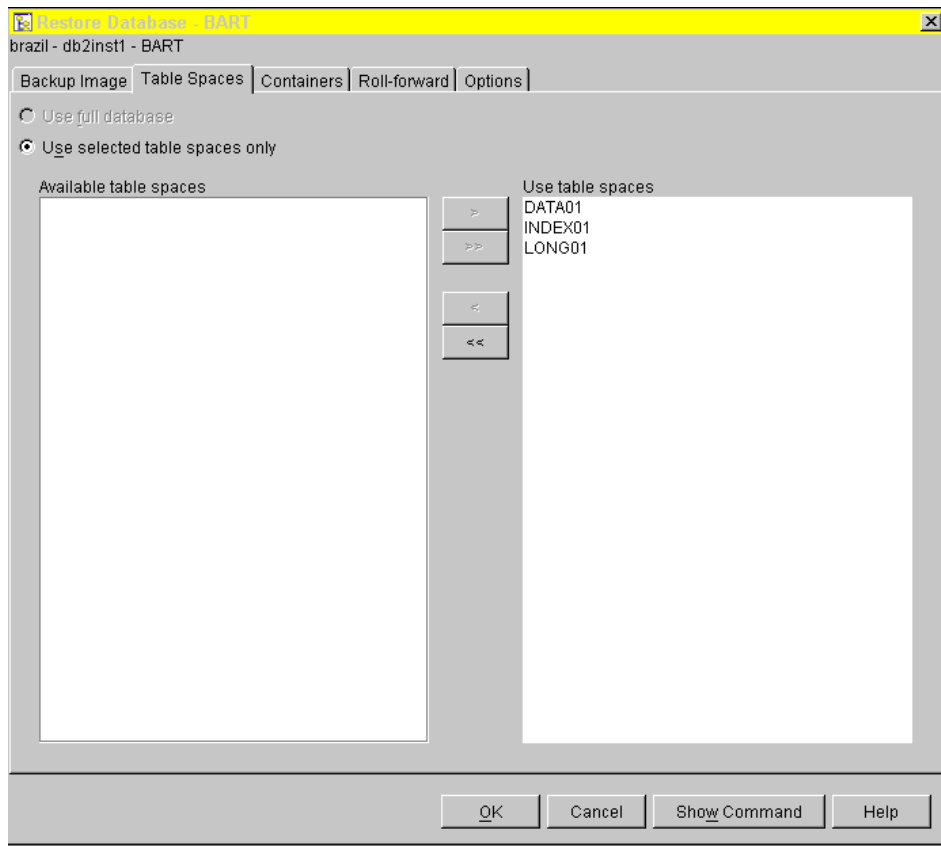 Restore Database - BART
brazil - db2inst1 - BART
Backup Image Table Spaces Containers Roll-forward Options
Use full database
Use selected table spaces only
Available table spaces
Use table spaces
DATA01
INDEX01
LONG01
>
>>
<
<<
OK Cancel Show Command Help